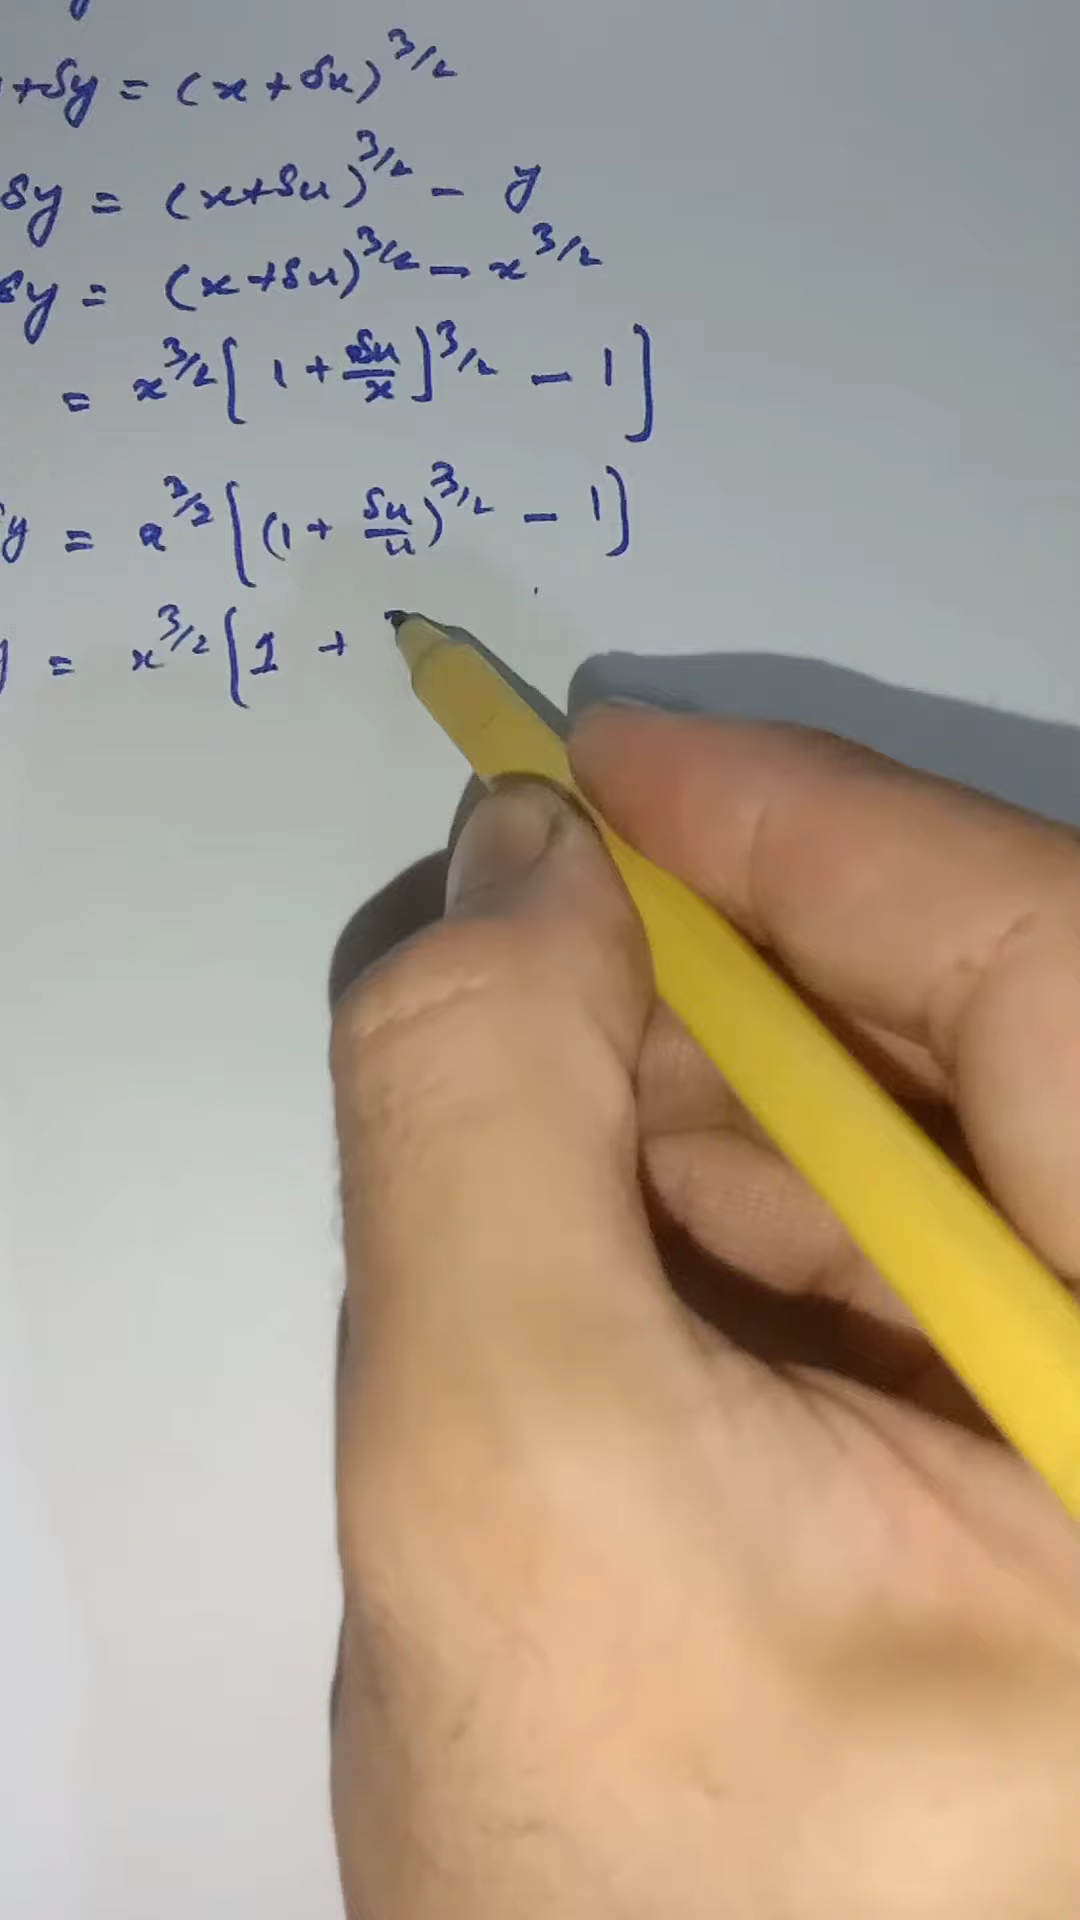 +δy = (x + δx)^3/2
δy = (x+δx)^3/2 - y
δy = (x+δx)^3/2 - x^3/2
= x^3/2 [ 1 + δx/x ]^3/2 - 1 ]
y = x^3/2 [ (1 + δx/x)^3/2 - 1 ]
= x^3/2 [ 1 +